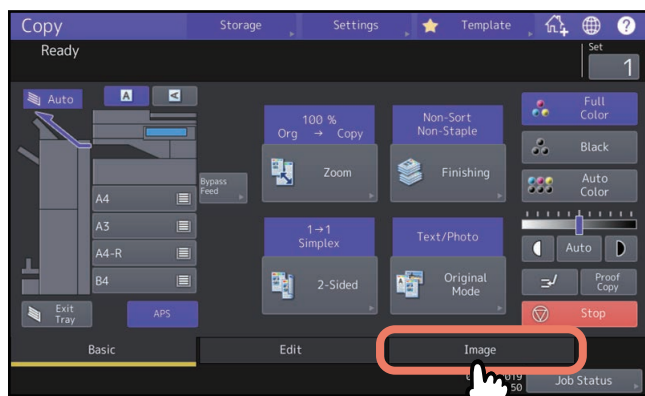 Copy
Storage
Settings
Template
?
Ready
Set
1
Auto
A
A
100 %
Org → Copy
Zoom
Non-Sort
Non-Staple
Finishing
Full
Color
Black
Auto
Color
Bypass
Feed
A4
A3
A4-R
B4
1→1
Simplex
2-Sided
Text/Photo
Original
Mode
Auto
Proof
Copy
Exit
Tray
APS
Stop
Basic
Edit
Image
Job Status